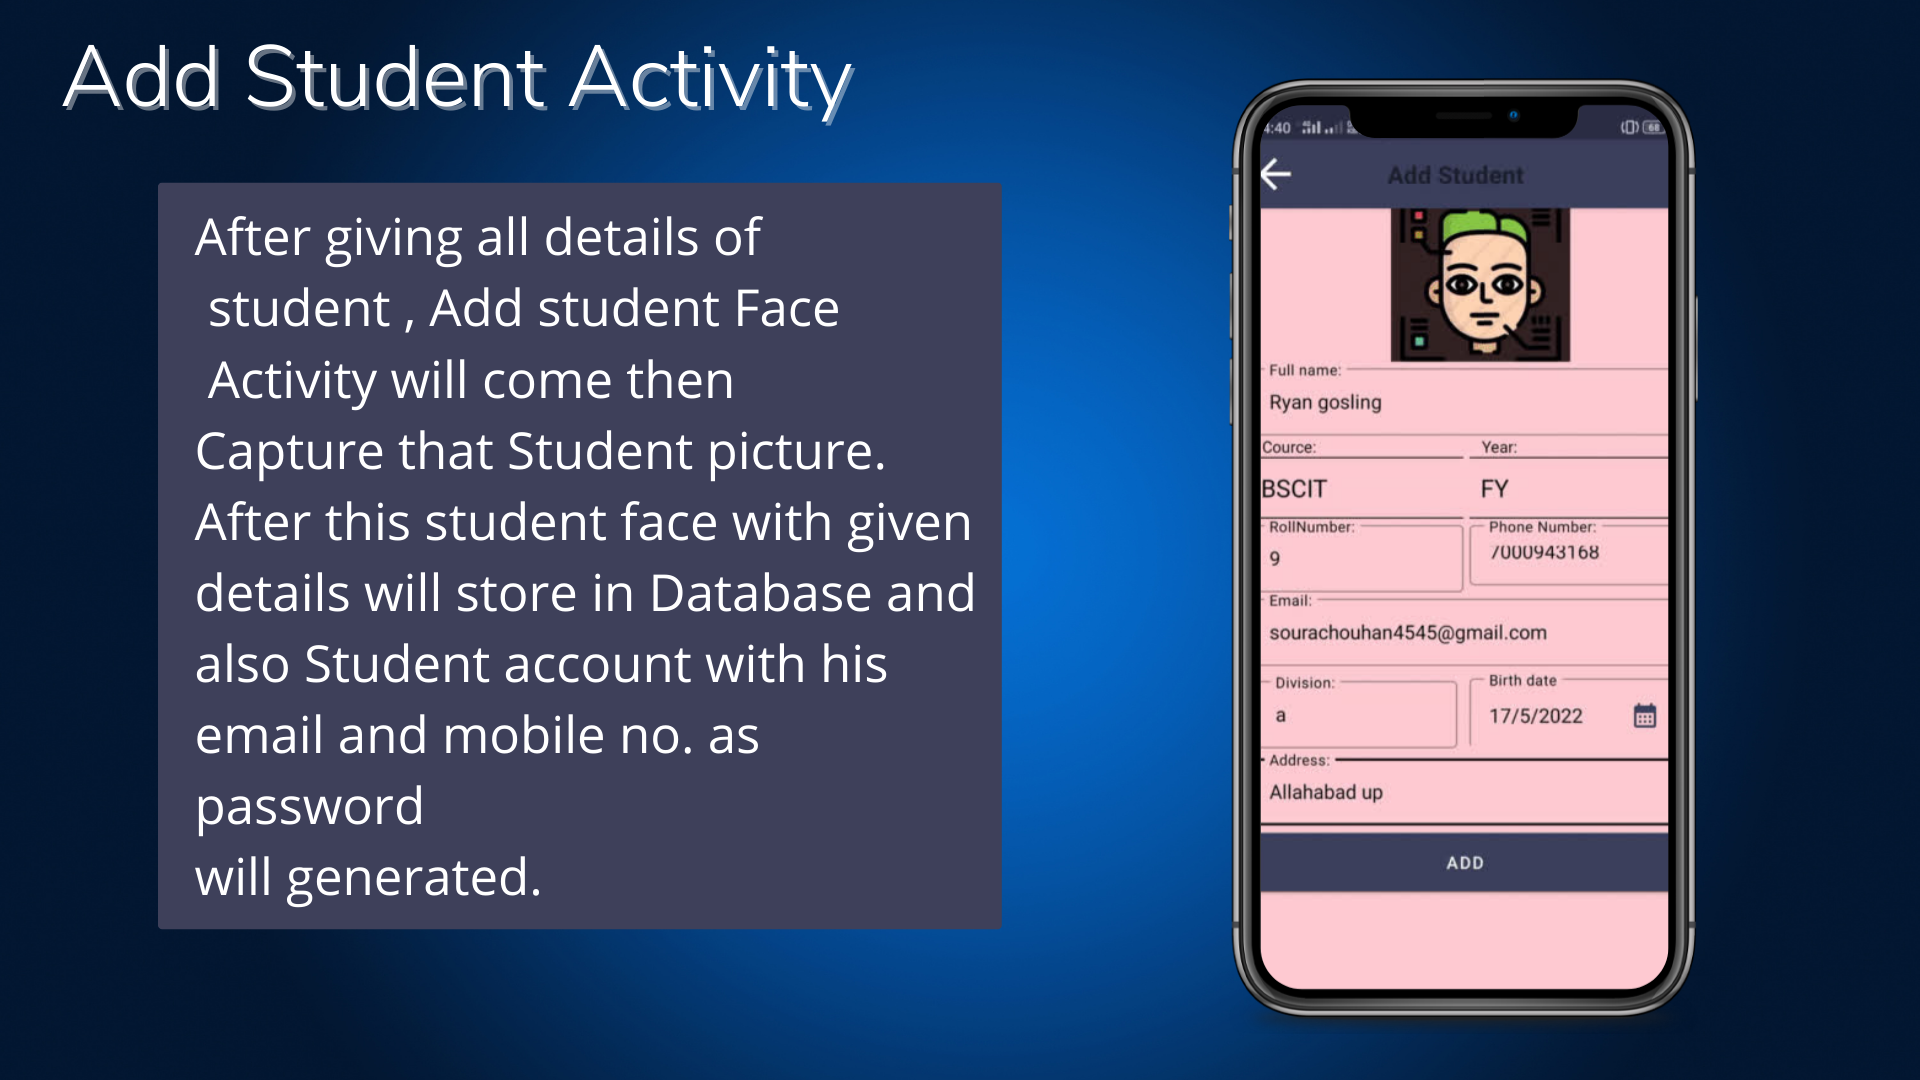 Add Student Activity
After giving all details of
student , Add student Face
Activity will come then
Capture that Student picture.
After this student face with given
details will store in Database and
also Student account with his
email and mobile no. as
password
will generated.
4:40
68
Add Student
Full name:
Ryan gosling
Cource: Year:
BSCIT FY
RollNumber: Phone Number:
9 7000943168
Email:
sourachouhan4545@gmail.com
Division: Birth date
a 17/5/2022
Address:
Allahabad up
ADD